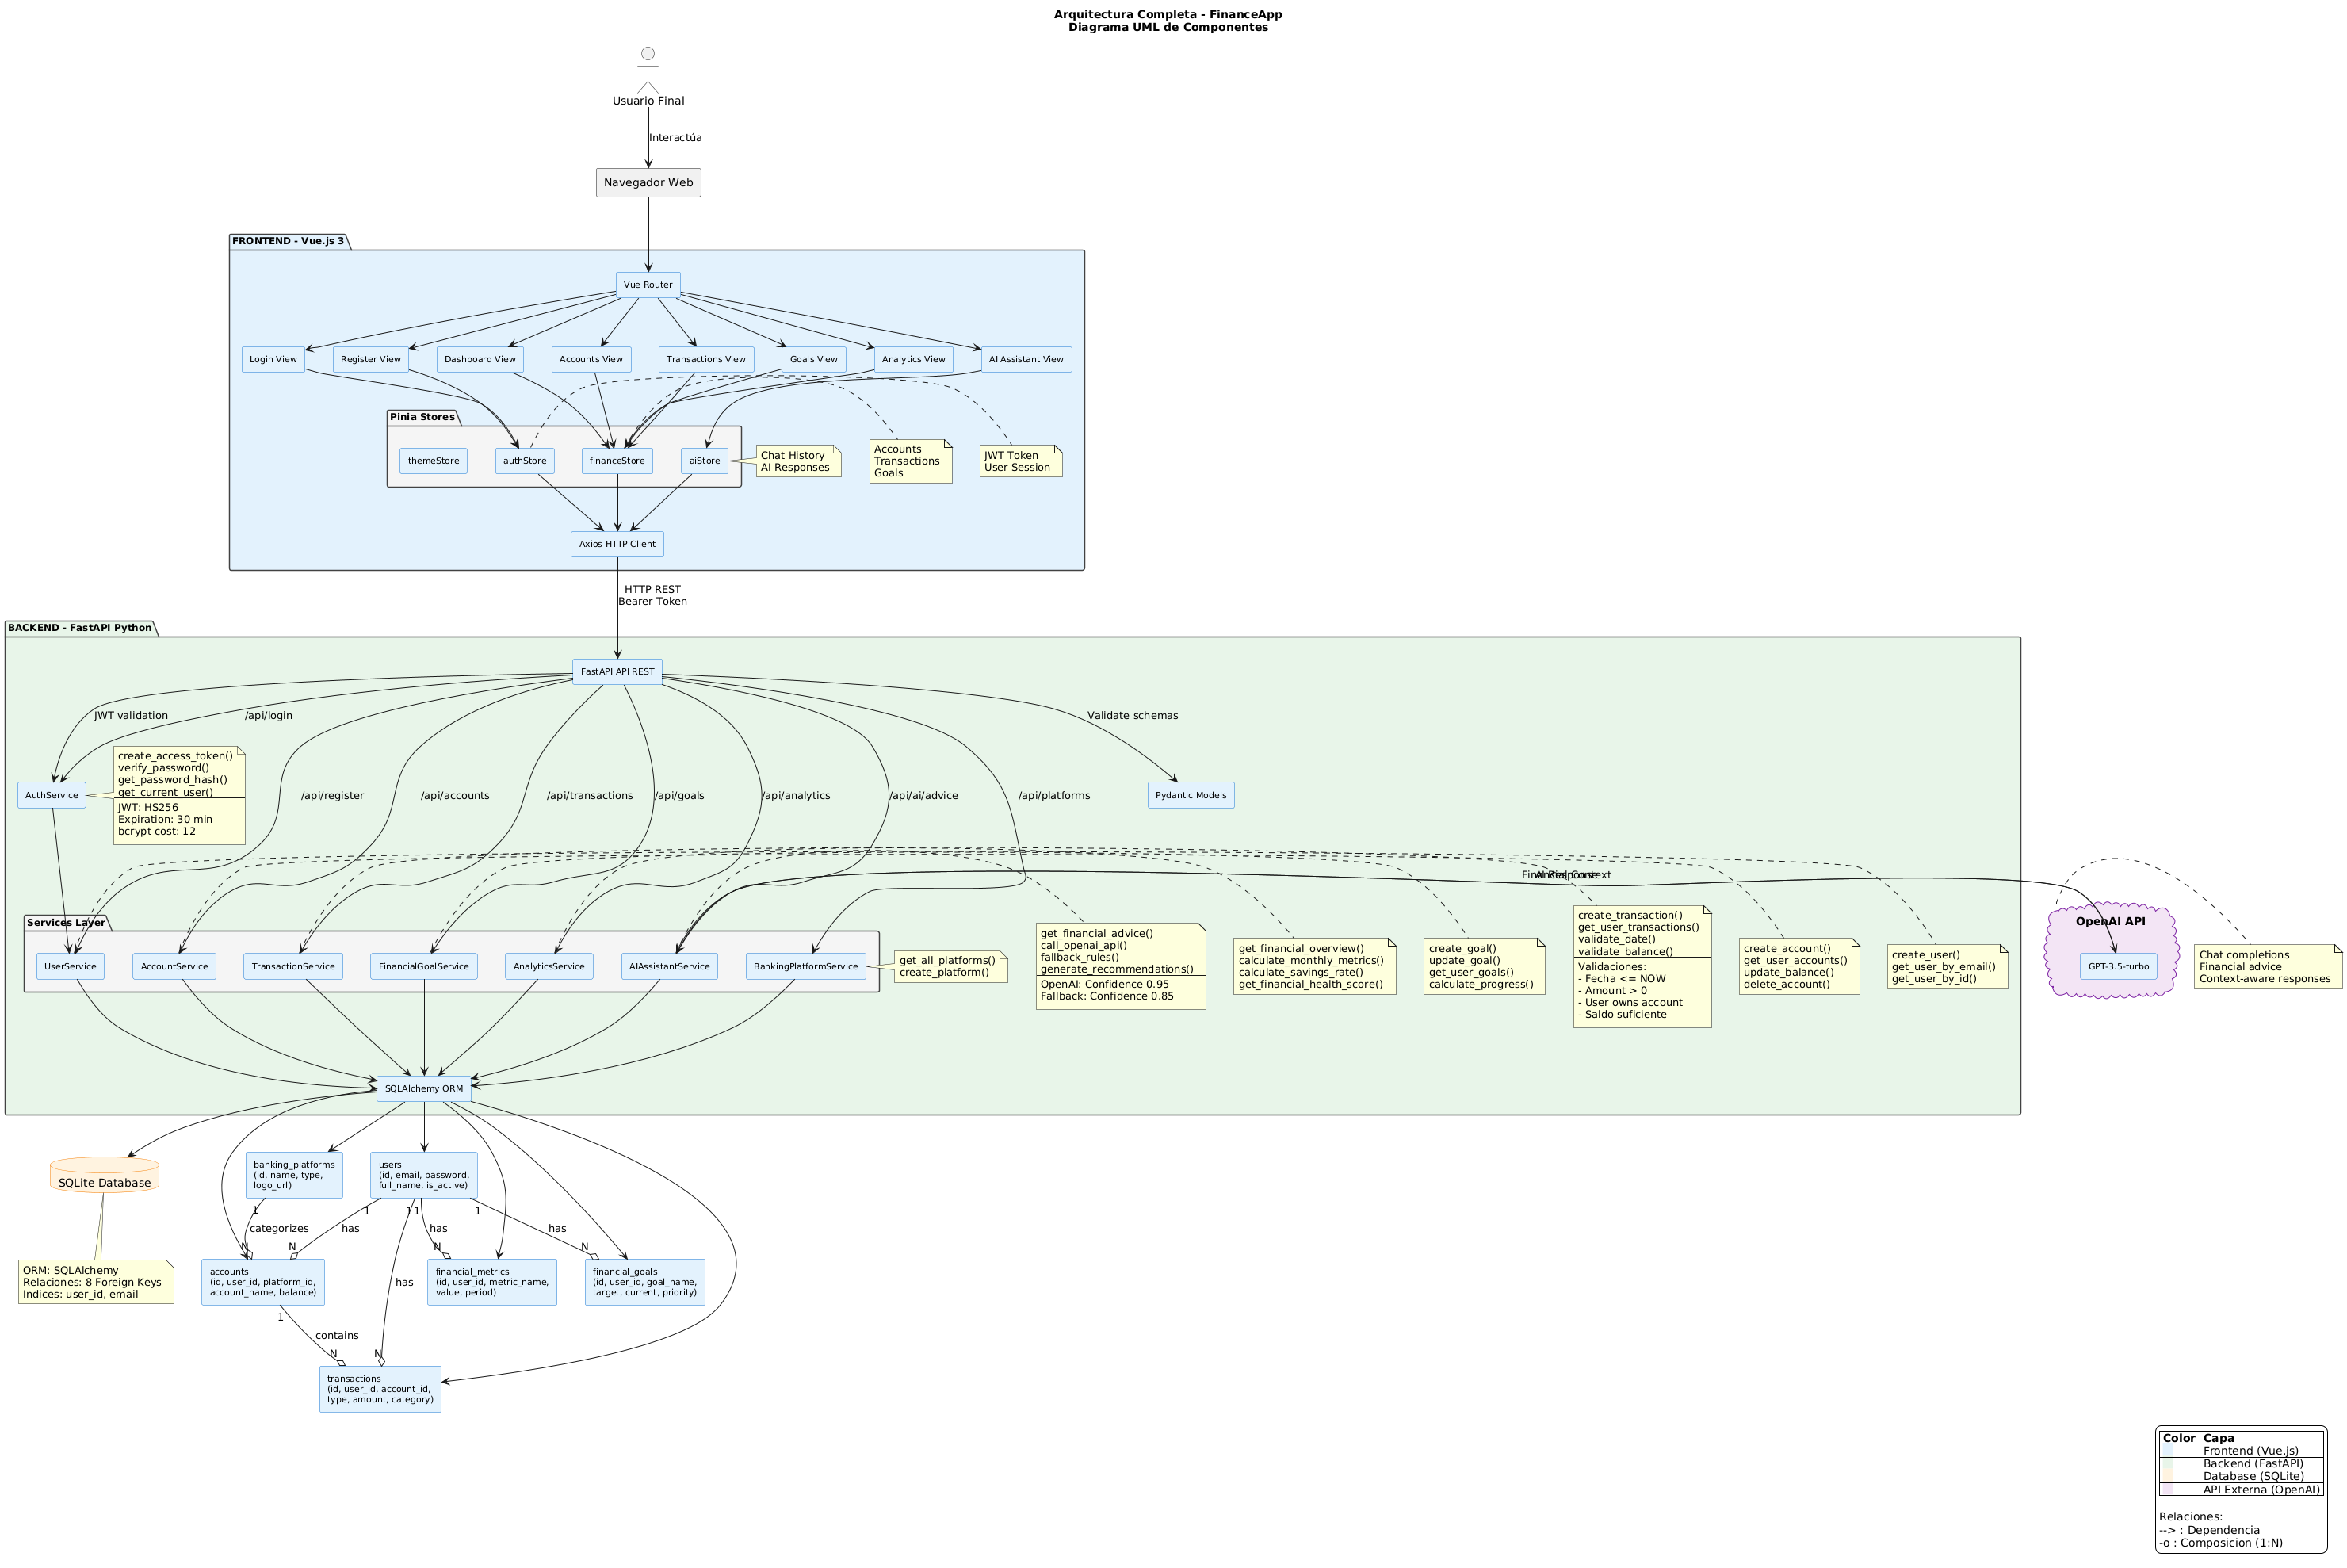 Arquitectura Completa - FinanceApp
Diagrama UML de Componentes
Usuario Final
Interactúa
Navegador Web
FRONTEND - Vue.js 3
Vue Router
Login View
Register View
Dashboard View
Accounts View
Transactions View
Goals View
Analytics View
AI Assistant View
Pinia Stores
themeStore
authStore
financeStore
aiStore
Chat History
AI Responses
Accounts
Transactions
Goals
JWT Token
User Session
Axios HTTP Client
HTTP REST
Bearer Token
BACKEND - FastAPI Python
FastAPI API REST
JWT validation
/api/login
Validate schemas
create_access_token()
verify_password()
get_password_hash()
get_current_user()
JWT: HS256
Expiration: 30 min
bcrypt cost: 12
AuthService
/api/register
/api/accounts
/api/transactions
/api/goals
/api/analytics
/api/ai/advice
/api/platforms
Pydantic Models
Financial Context
AI Response
Services Layer
UserService
AccountService
TransactionService
FinancialGoalService
AnalyticsService
AIAssistantService
BankingPlatformService
get_all_platforms()
create_platform()
get_financial_advice()
call_openai_api()
fallback_rules()
generate_recommendations()
OpenAI: Confidence 0.95
Fallback: Confidence 0.85
get_financial_overview()
calculate_monthly_metrics()
calculate_savings_rate()
get_financial_health_score()
create_goal()
update_goal()
get_user_goals()
calculate_progress()
create_transaction()
get_user_transactions()
validate_date()
validate_balance()
Validaciones:
- Fecha <= NOW
- Amount > 0
- User owns account
- Saldo suficiente
create_account()
get_user_accounts()
update_balance()
delete_account()
create_user()
get_user_by_email()
get_user_by_id()
OpenAI API
GPT-3.5-turbo
Chat completions
Financial advice
Context-aware responses
SQLAlchemy ORM
SQLite Database
banking_platforms
(id, name, type,
logo_url)
users
(id, email, password,
full_name, is_active)
1
categorizes
N
1
has
N
1
has
N
1
has
N
1
has
N
ORM: SQLAlchemy
Relaciones: 8 Foreign Keys
Indices: user_id, email
accounts
(id, user_id, platform_id,
account_name, balance)
financial_metrics
(id, user_id, metric_name,
value, period)
financial_goals
(id, user_id, goal_name,
target, current, priority)
1
contains
N
transactions
(id, user_id, account_id,
type, amount, category)
Color Capa
Frontend (Vue.js)
Backend (FastAPI)
Database (SQLite)
API Externa (OpenAI)
Relaciones:
--> : Dependencia
-o : Composicion (1:N)